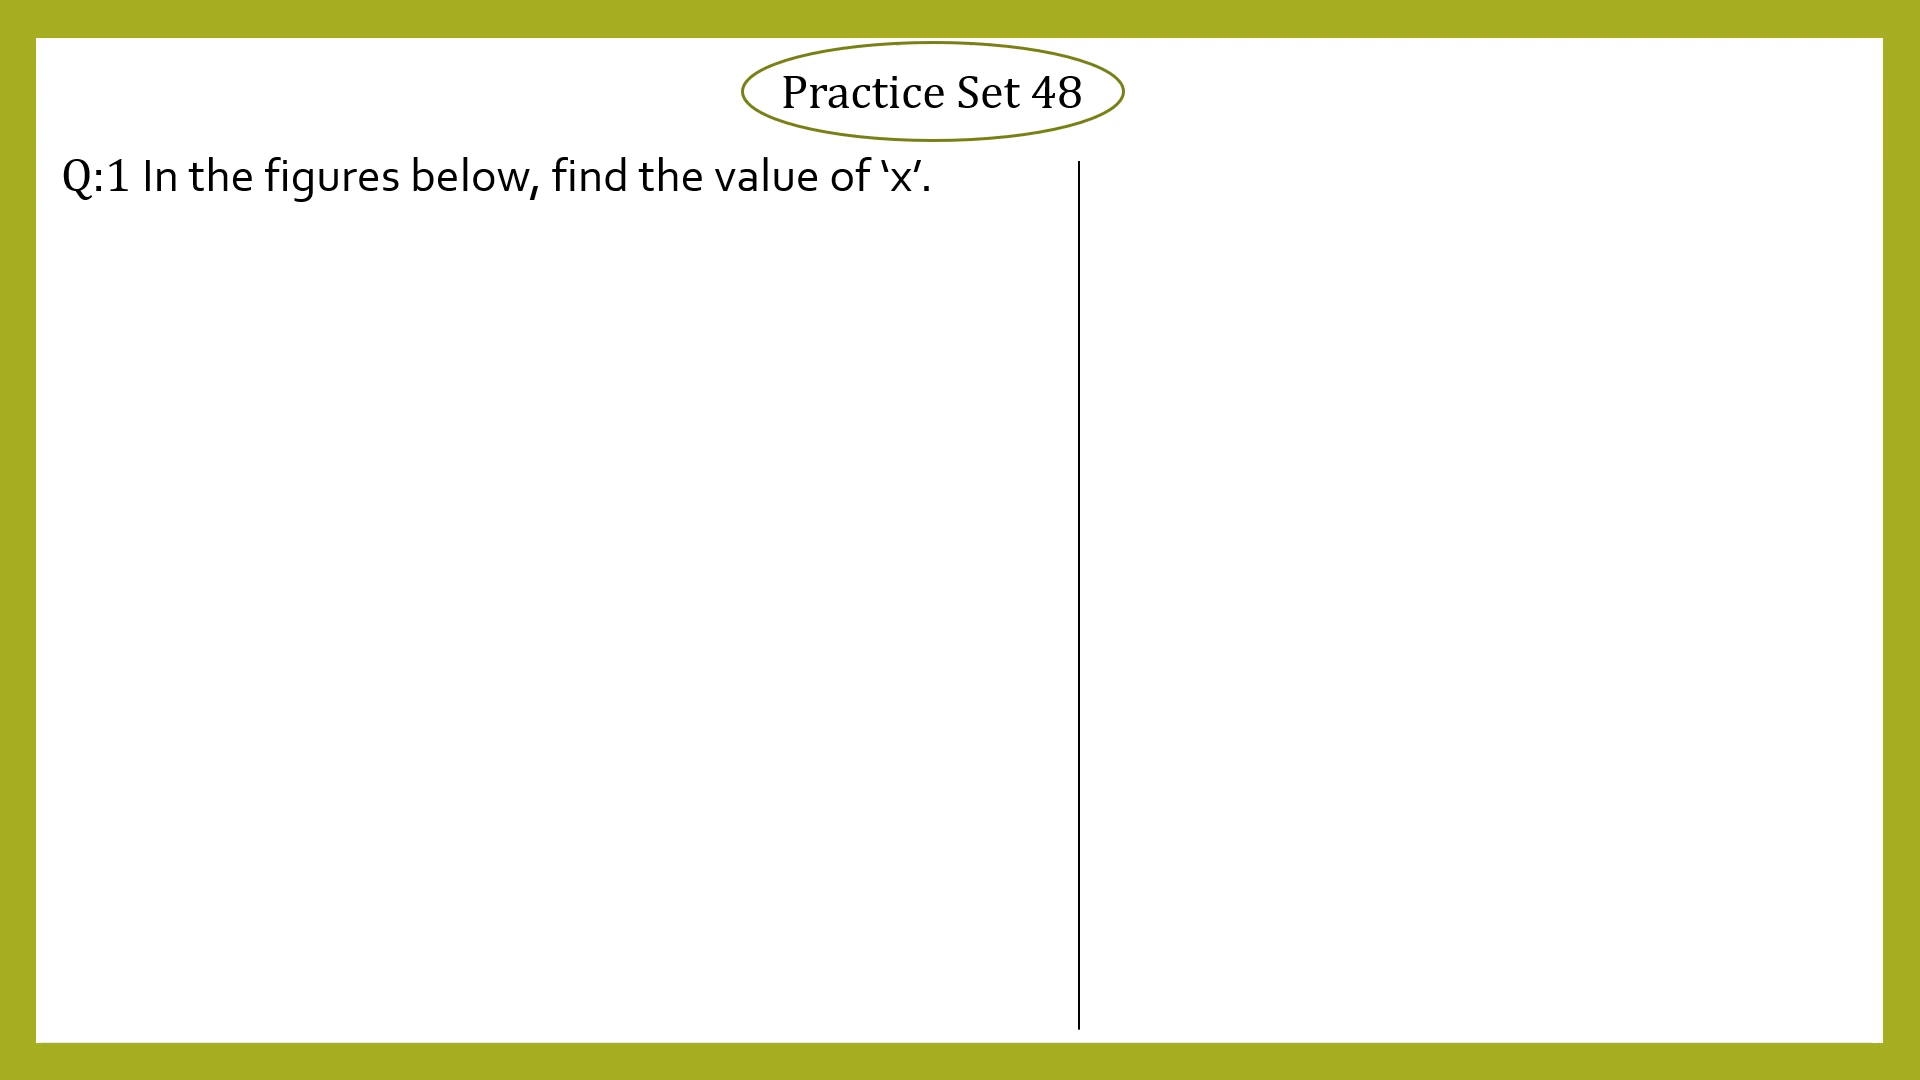 Practice Set 48
Q:1 In the figures below, find the value of ‘x’.